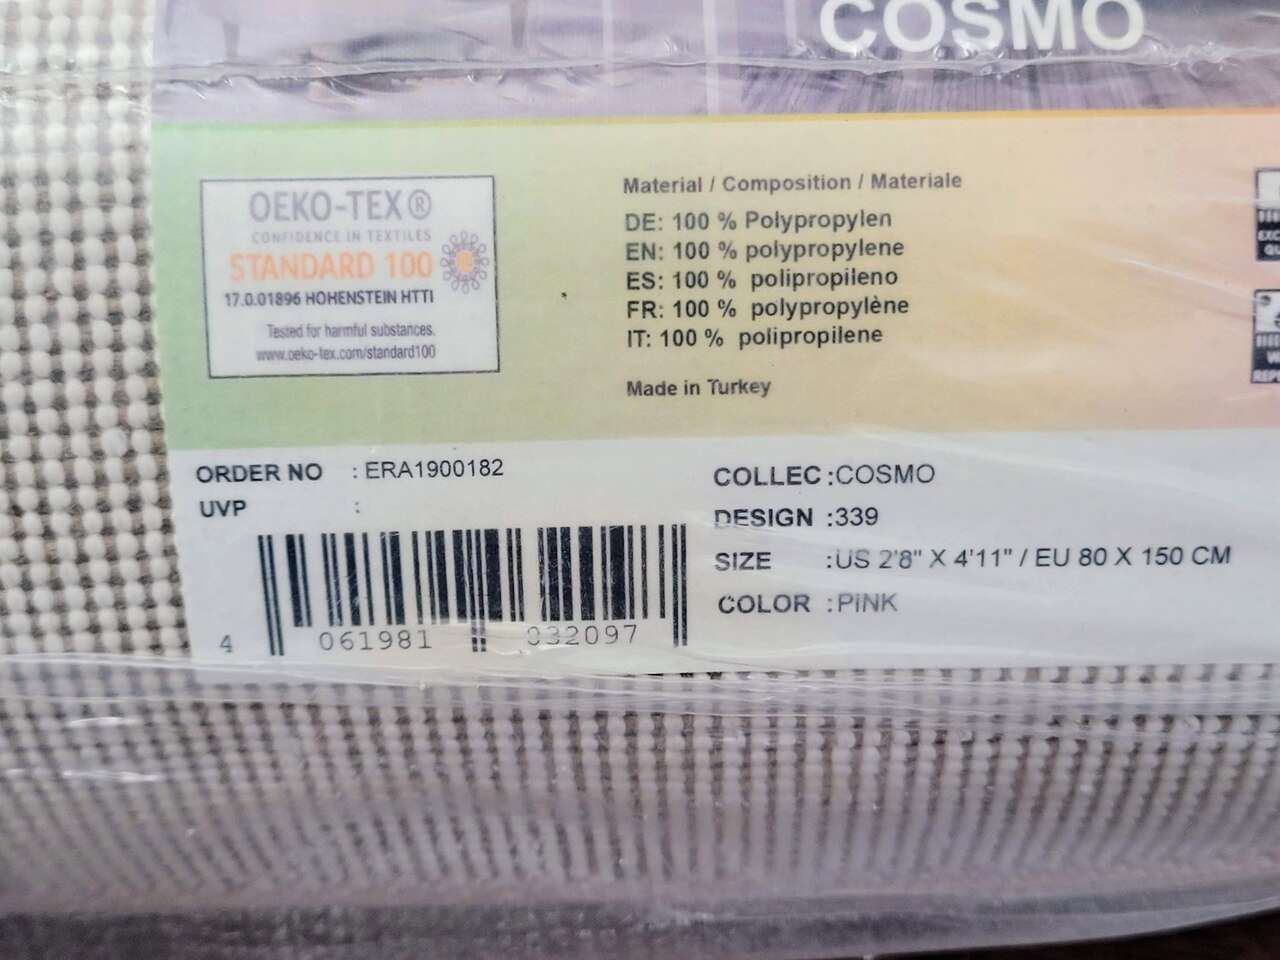 COSMO
OEKO-TEX®
CONFIDENCE IN TEXTILES
STANDARD 100
17.0.01896 HOHENSTEIN HTTI
Tested for harmful substances.
www.oeko-tex.com/standard100
Material / Composition / Materiale
DE: 100 % Polypropylen
EN: 100 % polypropylene
ES: 100 % polipropileno
FR: 100 % polypropylène
IT: 100 % polipropilene
Made in Turkey
ORDER NO : ERA1900182
UVP :
4 061981 032097
COLLEC :COSMO
DESIGN :339
SIZE :US 2'8" X 4'11" / EU 80 X 150 CM
COLOR :PINK